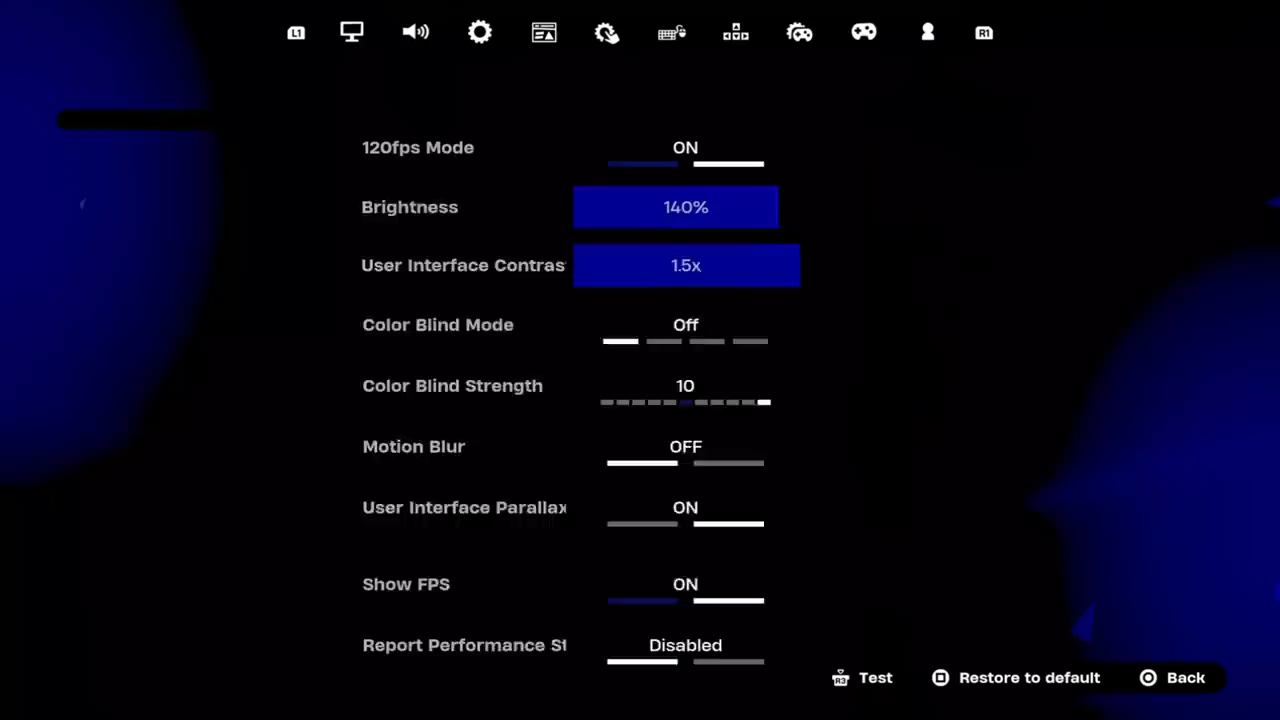 L1
R1
120fps Mode ON
Brightness 140%
User Interface Contras 1.5x
Color Blind Mode Off
Color Blind Strength 10
Motion Blur OFF
User Interface Parallax ON
Show FPS ON
Report Performance St Disabled
R3 Test Restore to default Back